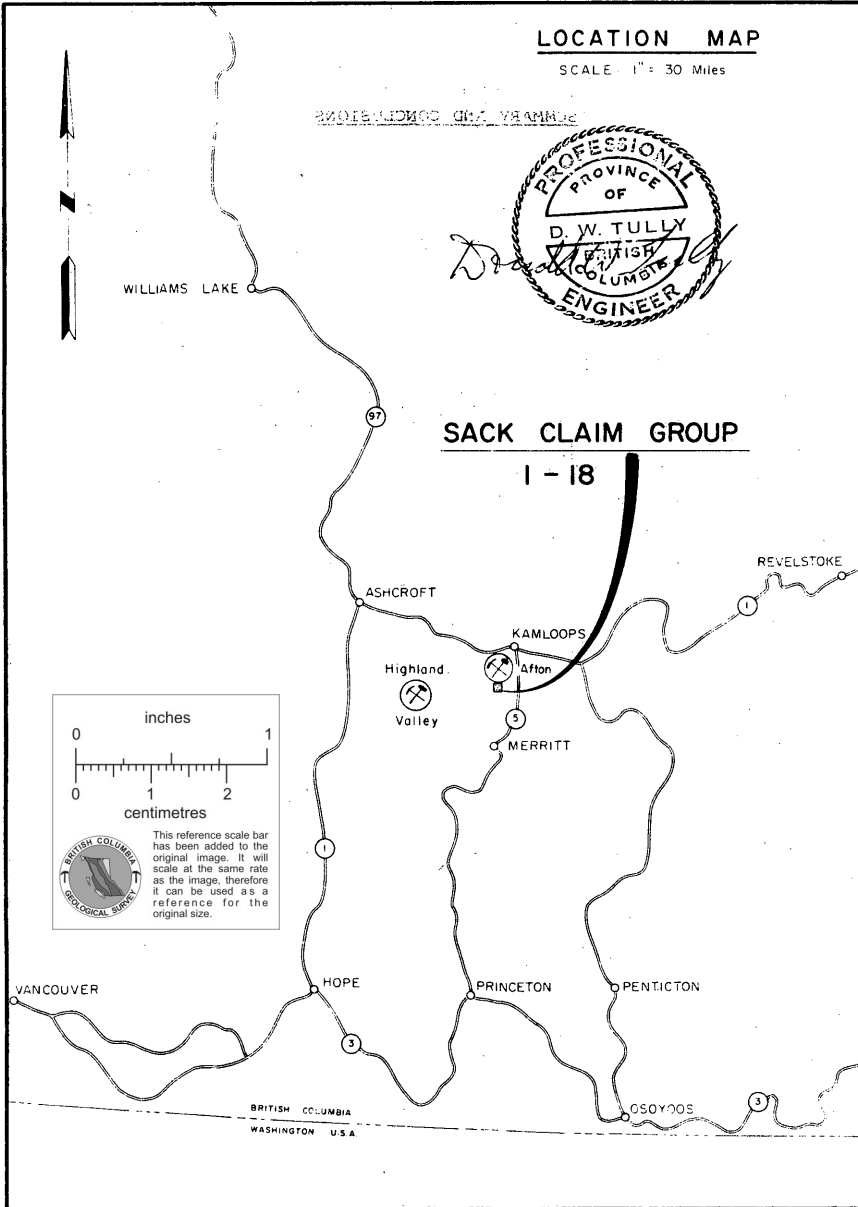 LOCATION MAP
SCALE 1" = 30 Miles
SUMMARY AND CONCLUSIONS
PROFESSIONAL
PROVINCE
OF
D. W. TULLY
BRITISH
COLUMBIA
ENGINEER
N
WILLIAMS LAKE
97
SACK CLAIM GROUP
1 - 18
REVELSTOKE
1
ASHCROFT
KAMLOOPS
Highland
Valley
Afton
5
MERRITT
inches
0 1
0 1 2
centimetres
This reference scale bar
has been added to the
original image. It will
scale at the same rate
as the image, therefore
it can be used as a
reference for the
original size.
BRITISH COLUMBIA
GEOLOGICAL SURVEY
1
VANCOUVER
HOPE
PRINCETON
PENTICTON
3
OSOYOOS
3
BRITISH COLUMBIA
WASHINGTON U.S.A.